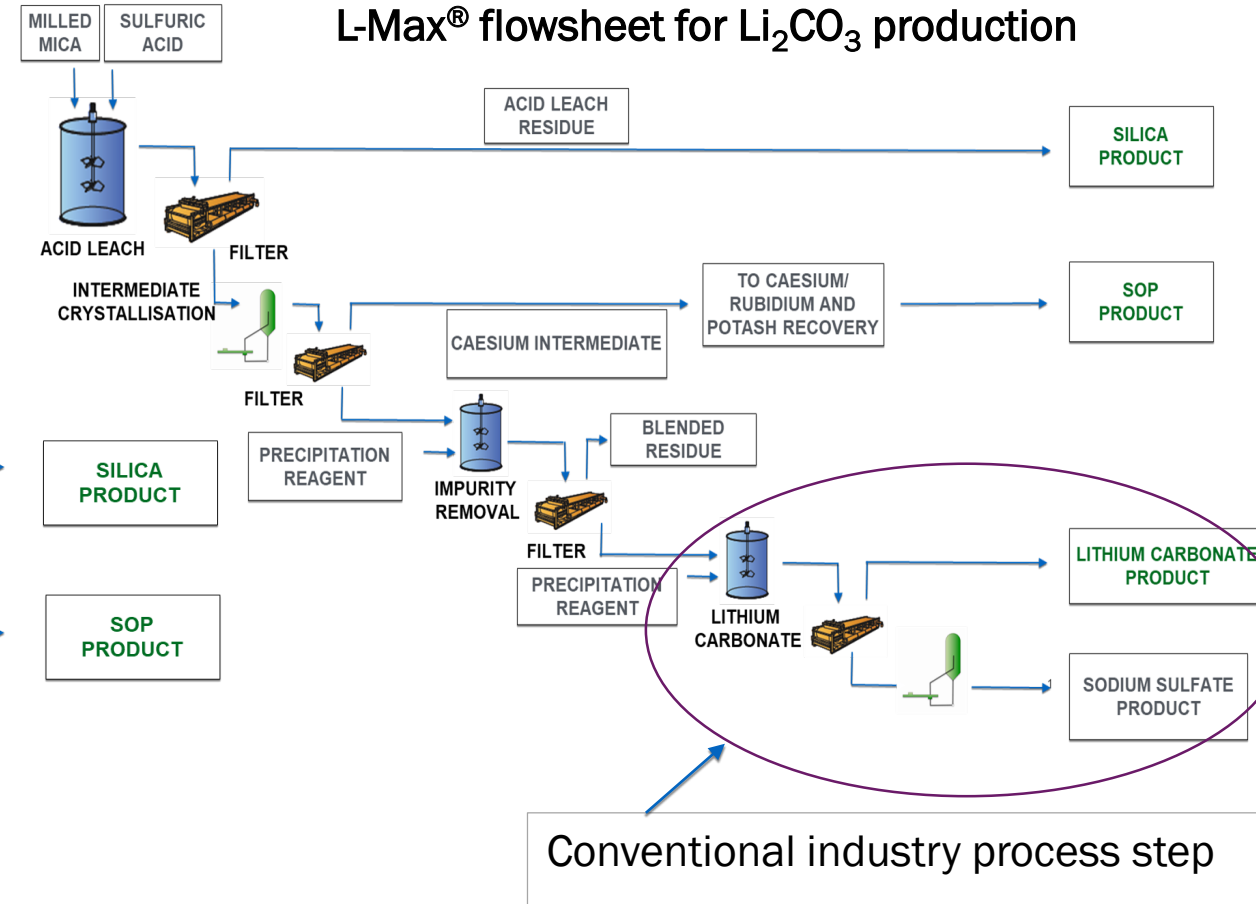 L-Max® flowsheet for Li₂CO₃ production
MILLED
MICA
SULFURIC
ACID
ACID LEACH
RESIDUE
SILICA
PRODUCT
ACID LEACH
FILTER
INTERMEDIATE
CRYSTALLISATION
TO CAESIUM/
RUBIDIUM AND
POTASH RECOVERY
SOP
PRODUCT
CAESIUM INTERMEDIATE
FILTER
PRECIPITATION
REAGENT
BLENDED
RESIDUE
SILICA
PRODUCT
IMPURITY
REMOVAL
FILTER
LITHIUM CARBONATE
PRODUCT
PRECIPITATION
REAGENT
LITHIUM
CARBONATE
SOP
PRODUCT
1
SODIUM SULFATE
PRODUCT
Conventional industry process step